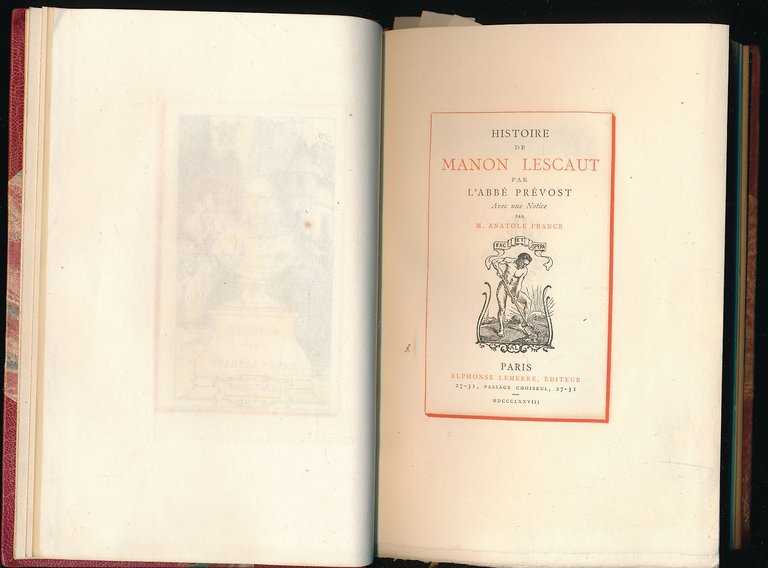 HISTOIRE
DE
MANON LESCAUT
PAR
L'ABBÉ PRÉVOST
Avec une Notice
PAR
M. ANATOLE FRANCE
FAC ET SPERA
AL
PARIS
ALPHONSE LEMERRE, ÉDITEUR
27-31, PASSAGE CHOISEUL, 27-31
MDCCCLXXVIII